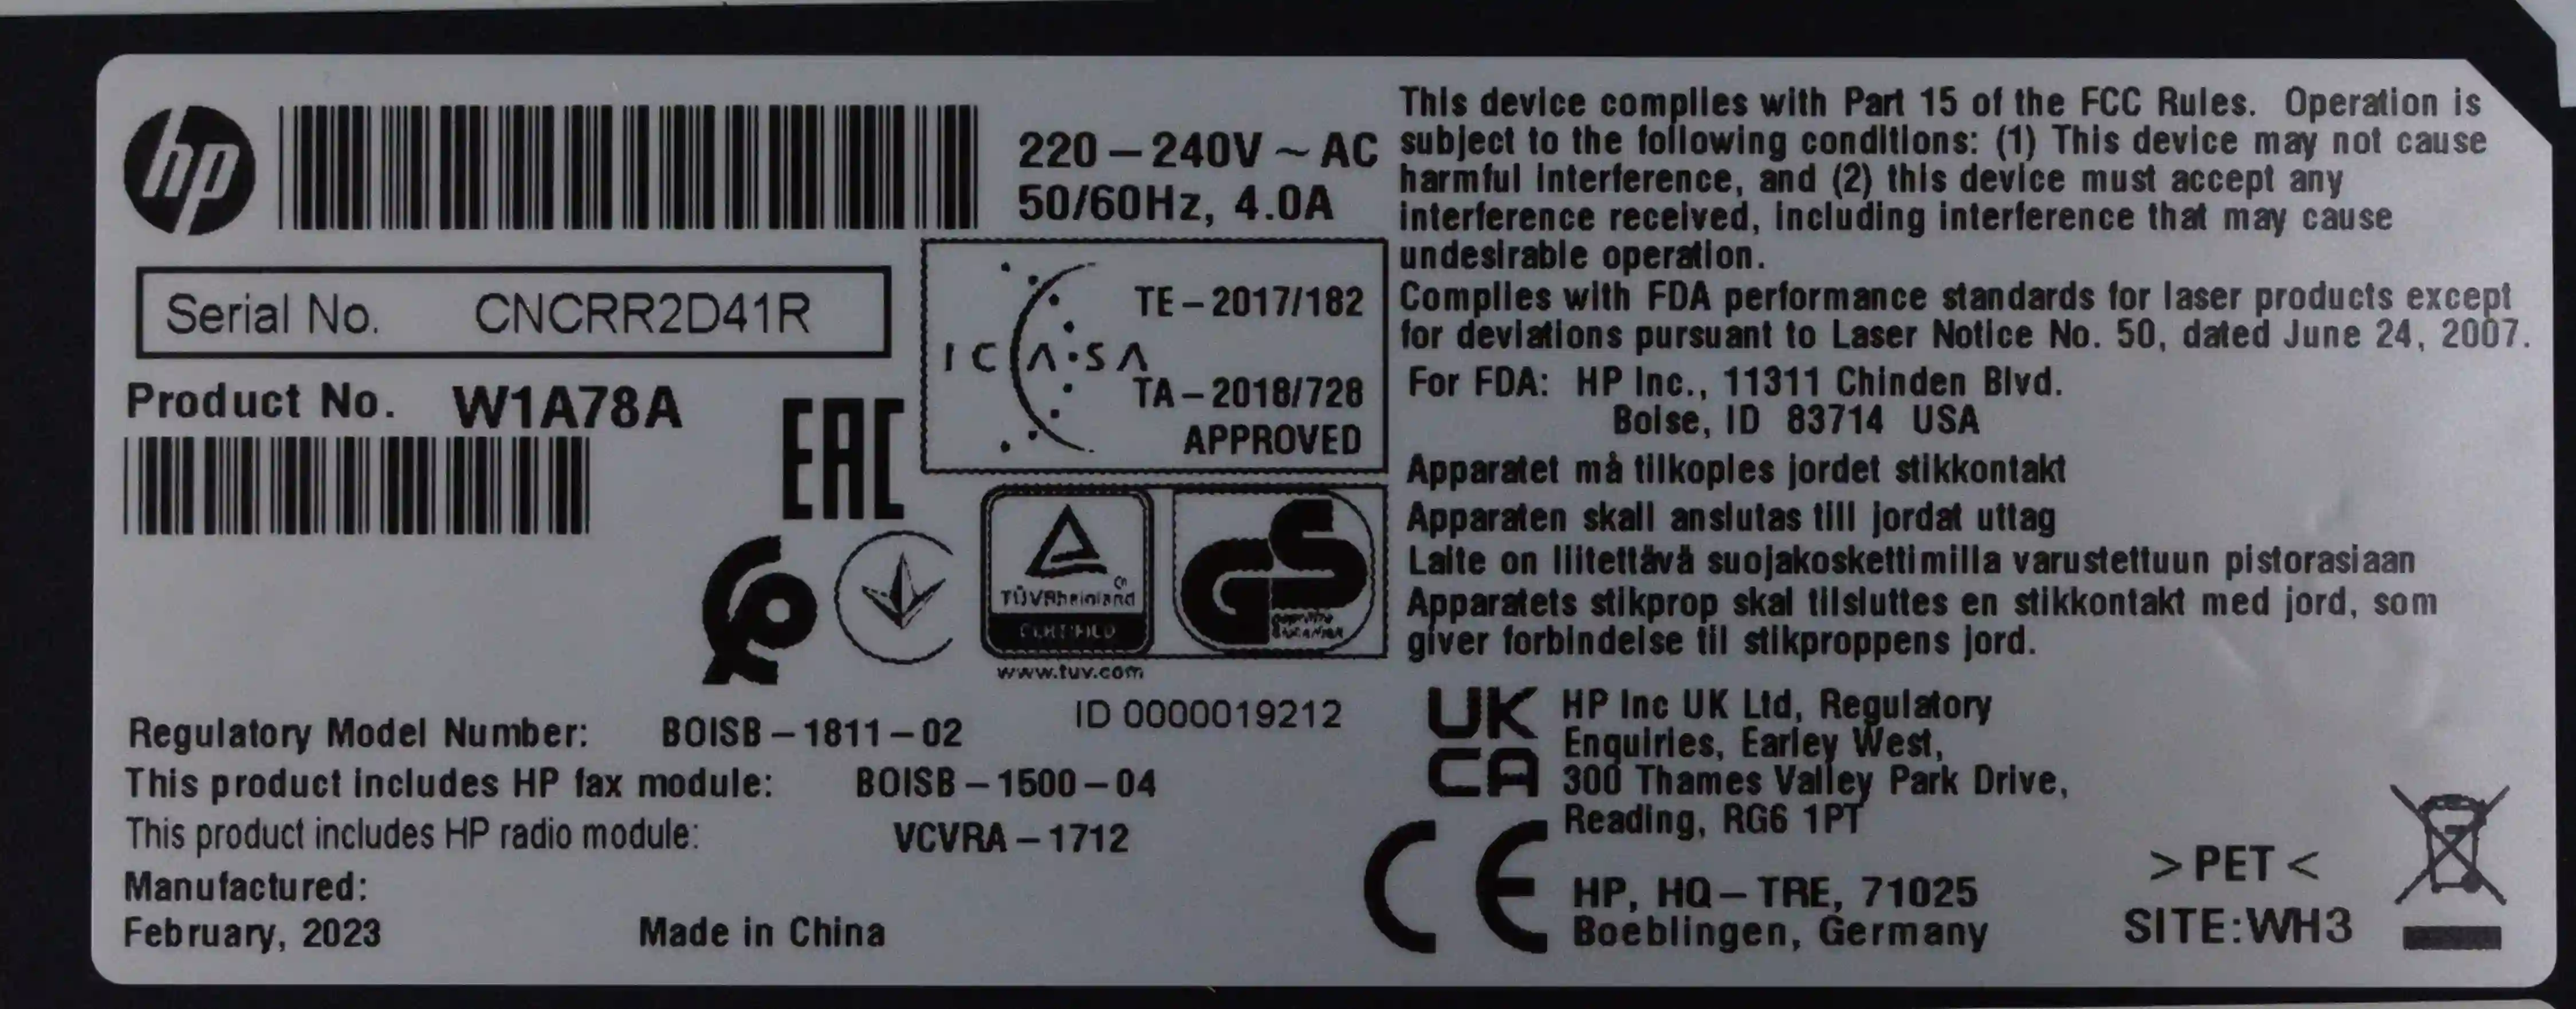 hp
220-240V ~ AC
50/60Hz, 4.0A
Serial No. CNCRR2D41R
Product No. W1A78A
ICASA
TE-2017/182
TA-2018/728
APPROVED
EAC
TÜVRheinland
CERTIFIED
GS
geprüfte
Sicherheit
www.tuv.com
ID 0000019212
Regulatory Model Number: BOISB-1811-02
This product includes HP fax module: BOISB-1500-04
This product includes HP radio module: VCVRA-1712
Manufactured:
February, 2023 Made in China
This device complies with Part 15 of the FCC Rules. Operation is
subject to the following conditions: (1) This device may not cause
harmful interference, and (2) this device must accept any
interference received, including interference that may cause
undesirable operation.
Complies with FDA performance standards for laser products except
for deviations pursuant to Laser Notice No. 50, dated June 24, 2007.
For FDA: HP Inc., 11311 Chinden Blvd.
Boise, ID 83714 USA
Apparatet må tilkoples jordet stikkontakt
Apparaten skall anslutas till jordat uttag
Laite on liitettävä suojakoskettimilla varustettuun pistorasiaan
Apparatets stikprop skal tilsluttes en stikkontakt med jord, som
giver forbindelse til stikproppens jord.
UK
CA
HP Inc UK Ltd, Regulatory
Enquiries, Earley West,
300 Thames Valley Park Drive,
Reading, RG6 1PT
CE
HP, HQ-TRE, 71025
Boeblingen, Germany
>PET<
SITE:WH3